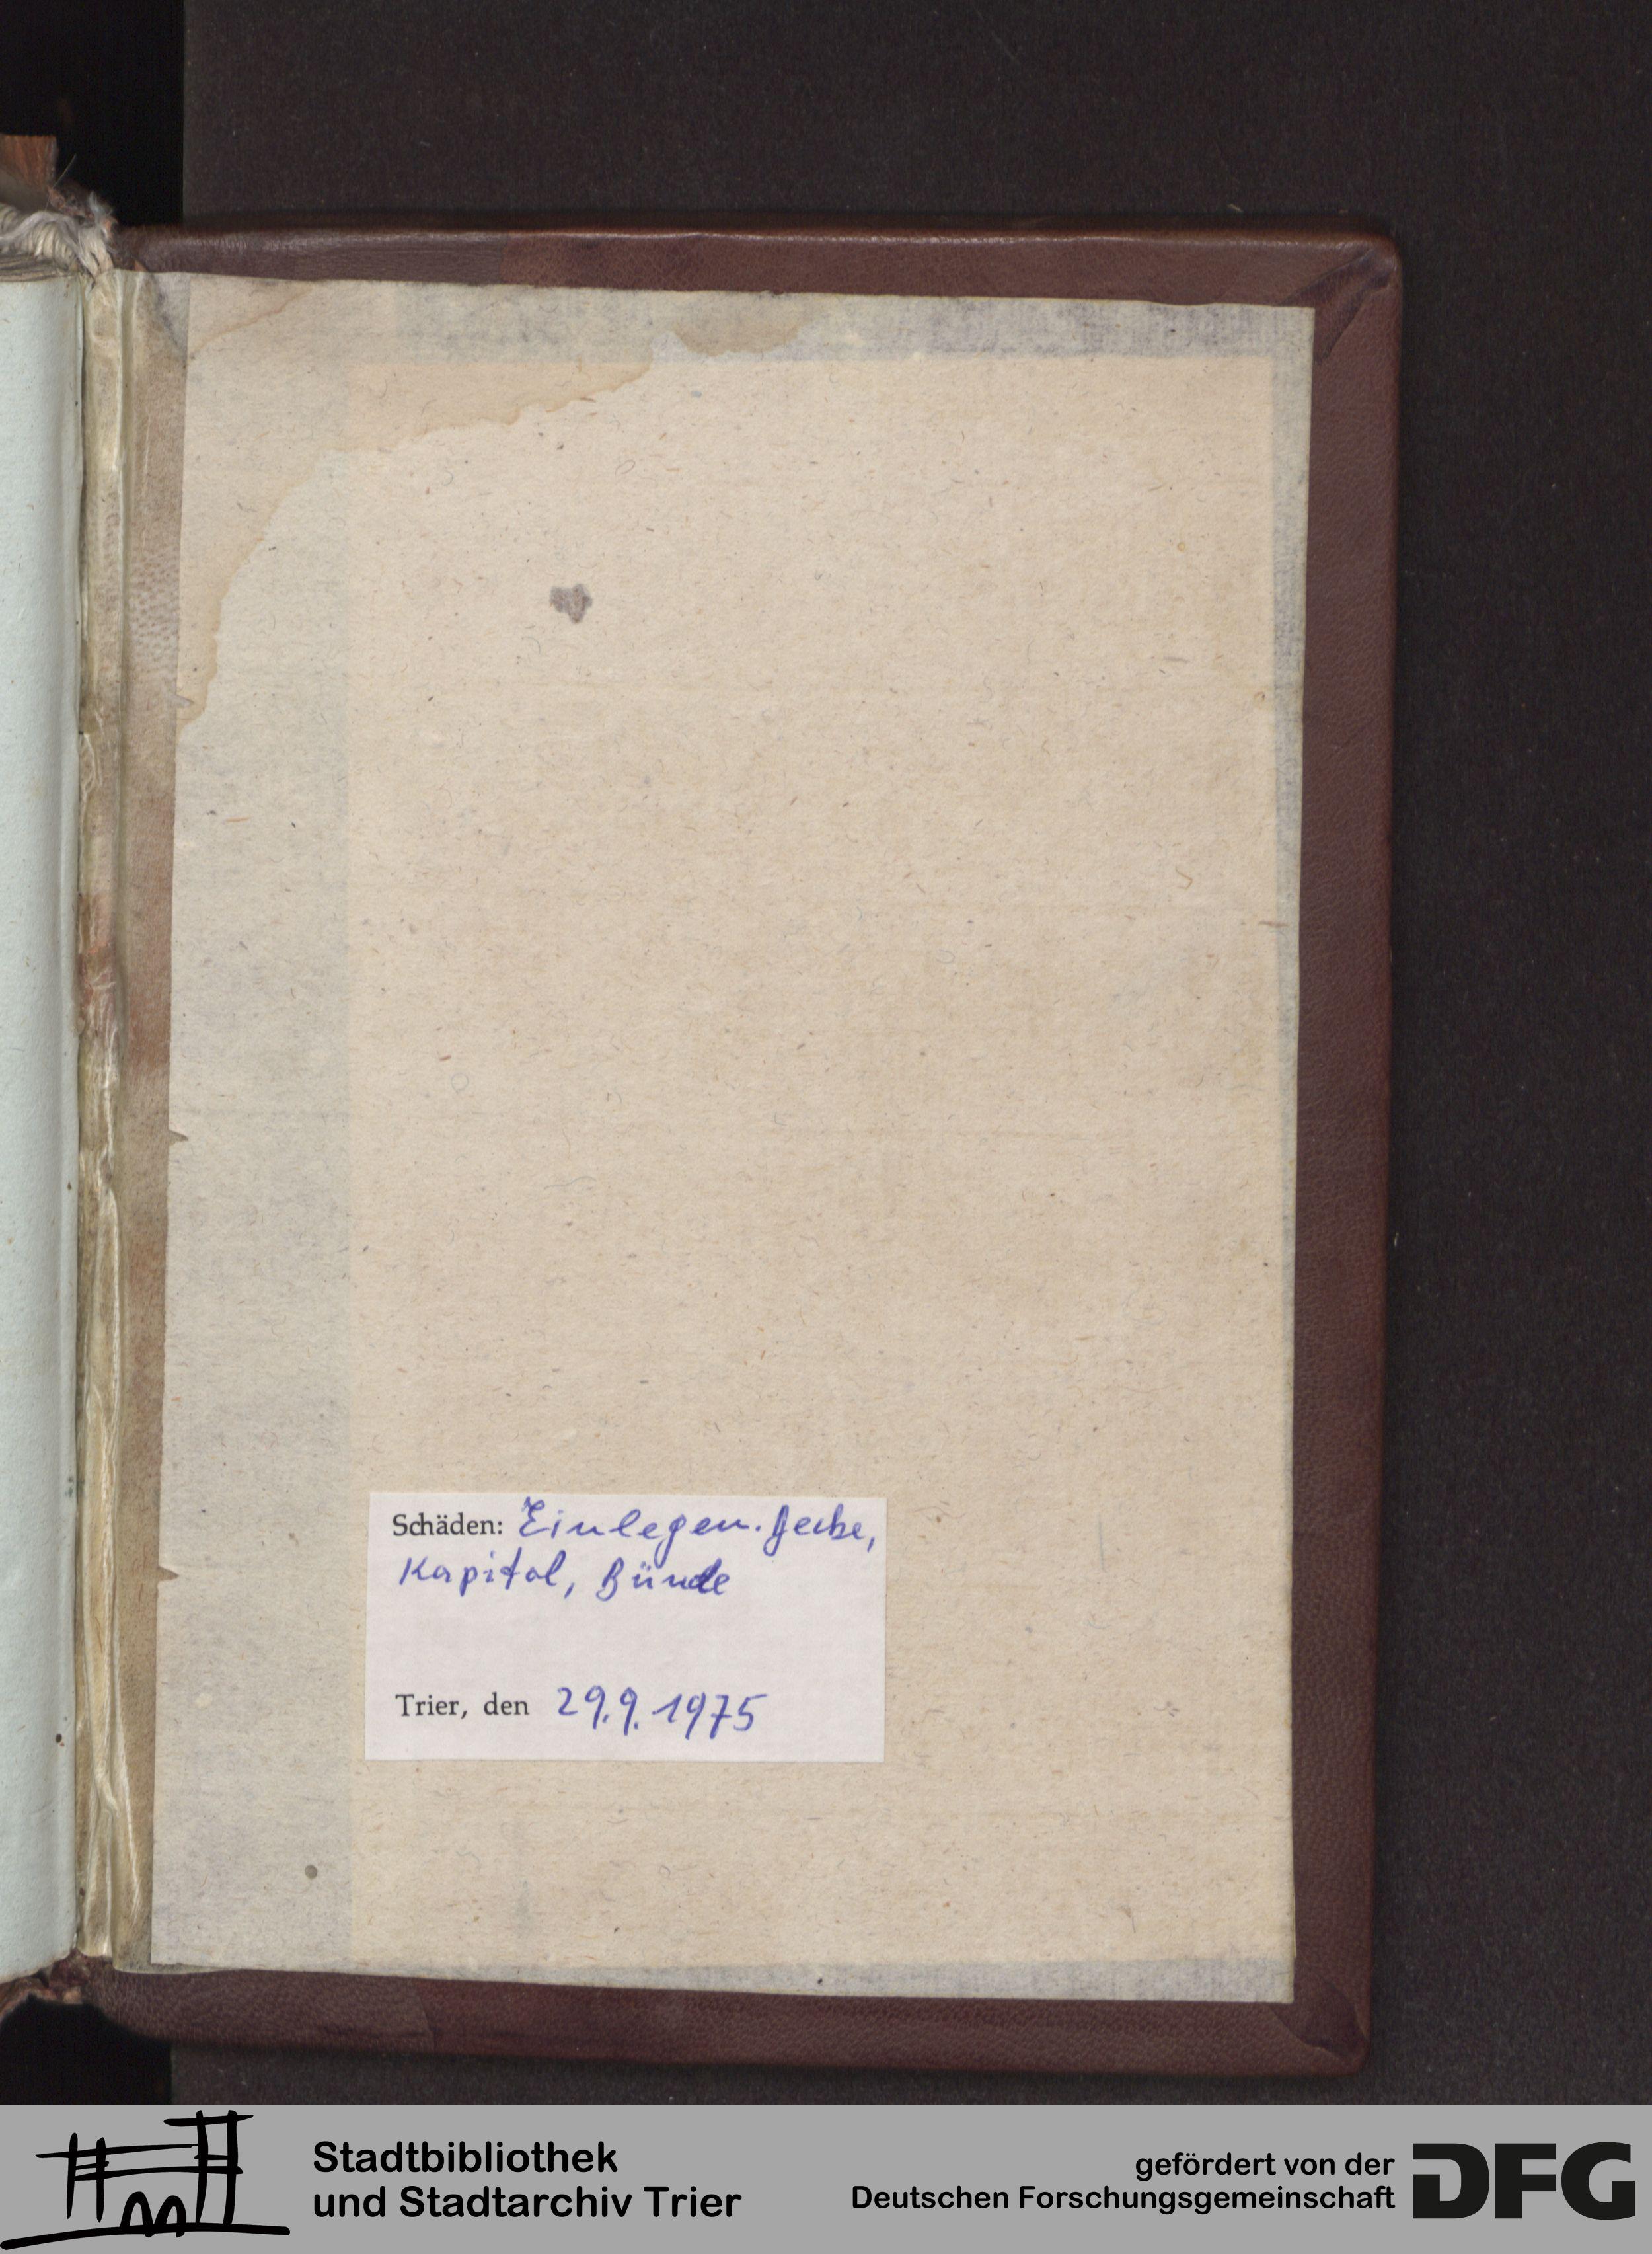 Schäden: Einlegen. Decke,
Kapital, Bünde
Trier, den 29.9.1975
Stadtbibliothek
und Stadtarchiv Trier
gefördert von der
Deutschen Forschungsgemeinschaft
DFG